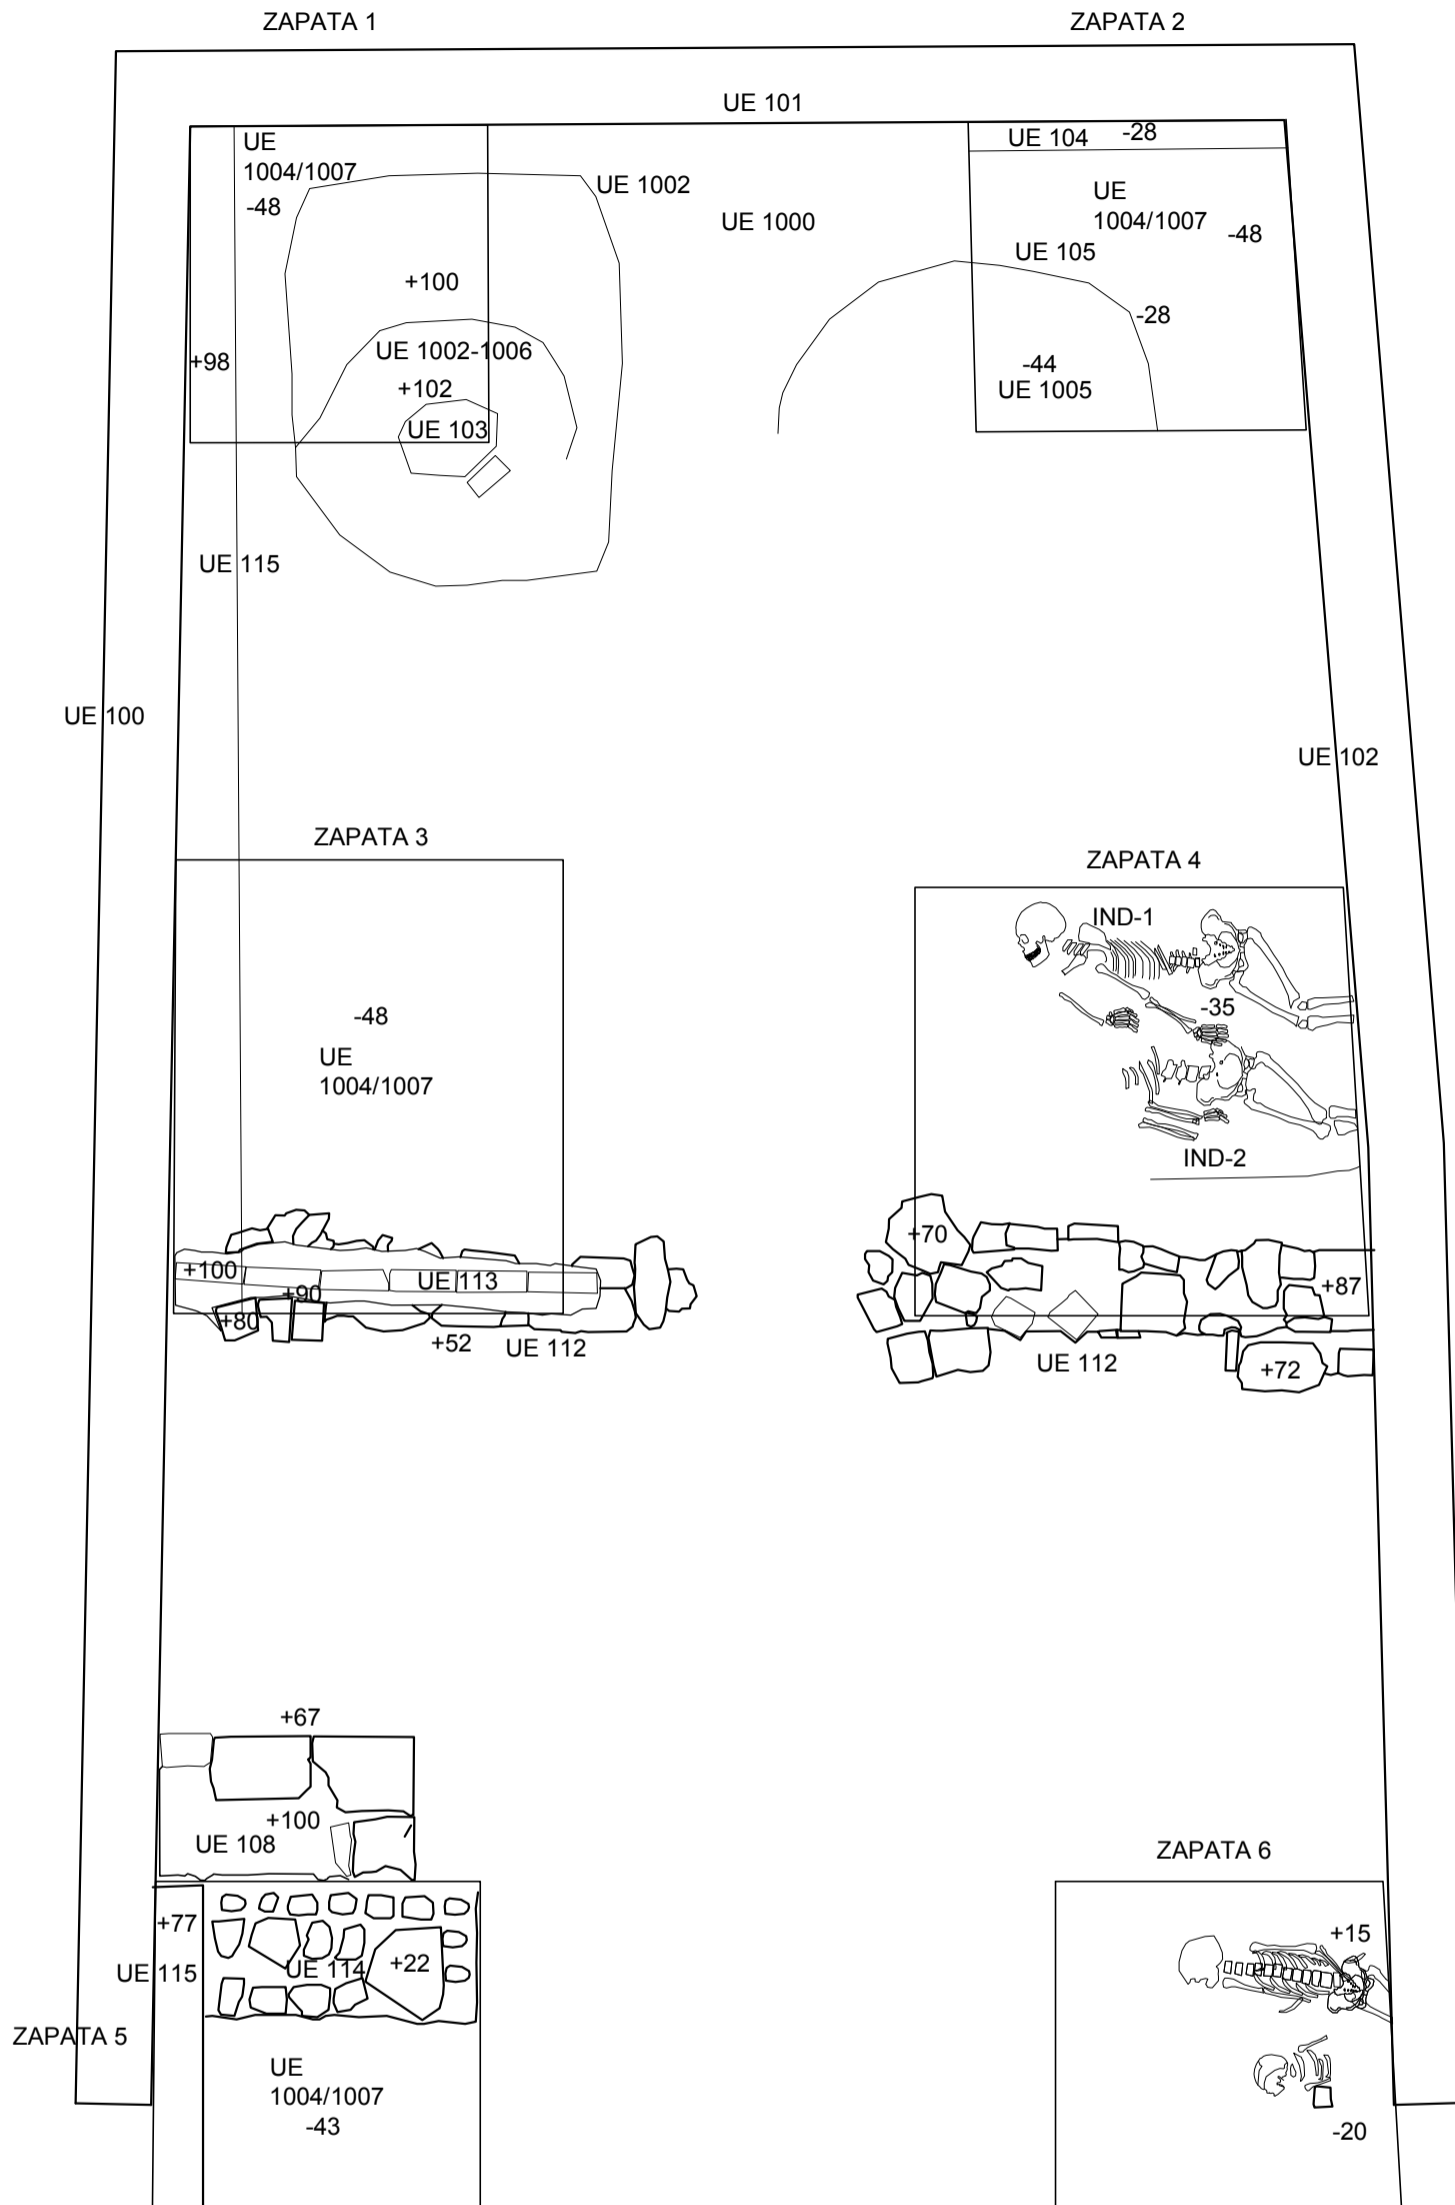 ZAPATA 1
ZAPATA 2
UE 101
UE
1004/1007
-48
UE 1002
UE 1000
UE 104
-28
UE
1004/1007
-48
UE 105
-28
+100
UE 1002-1006
+98
+102
UE 103
-44
UE 1005
UE 115
UE 100
UE 102
ZAPATA 3
ZAPATA 4
IND-1
-35
-48
UE
1004/1007
IND-2
+100
+90
UE 113
+80
+52
UE 112
+70
+87
UE 112
+72
+67
+100
UE 108
ZAPATA 6
+77
UE 115
UE 114
+22
+15
ZAPATA 5
UE
1004/1007
-43
-20